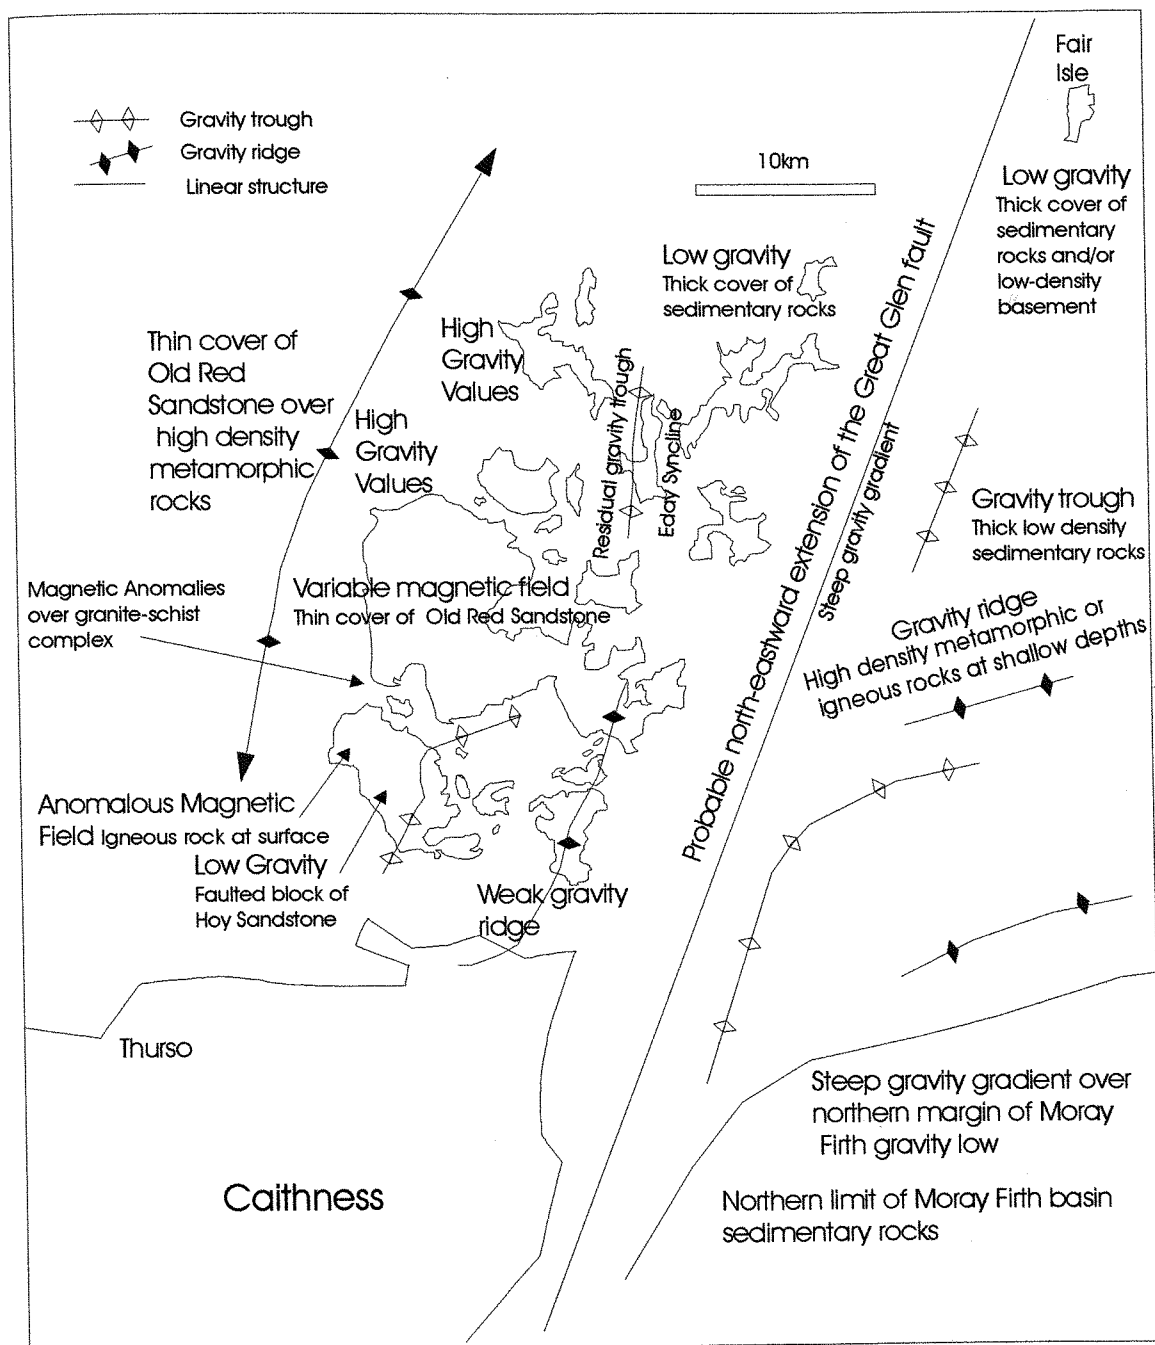 Fair
Isle
Gravity trough
Gravity ridge
Linear structure
10km
Low gravity
Thick cover of
sedimentary
rocks and/or
low-density
basement
Low gravity
Thick cover of
sedimentary rocks
High
Gravity
Values
Thin cover of
Old Red
Sandstone over
high density
metamorphic
rocks
High
Gravity
Values
Residual gravity trough
Eday Syncline
Probable north-eastward extension of the Great Glen fault
Steep gravity gradient
Gravity trough
Thick low density
sedimentary rocks
Magnetic Anomalies
over granite-schist
complex
Variable magnetic field
Thin cover of Old Red Sandstone
Gravity ridge
High density metamorphic or
igneous rocks at shallow depths
Anomalous Magnetic
Field Igneous rock at surface
Low Gravity
Faulted block of
Hoy Sandstone
Weak gravity
ridge
Thurso
Steep gravity gradient over
northern margin of Moray
Firth gravity low
Caithness
Northern limit of Moray Firth basin
sedimentary rocks